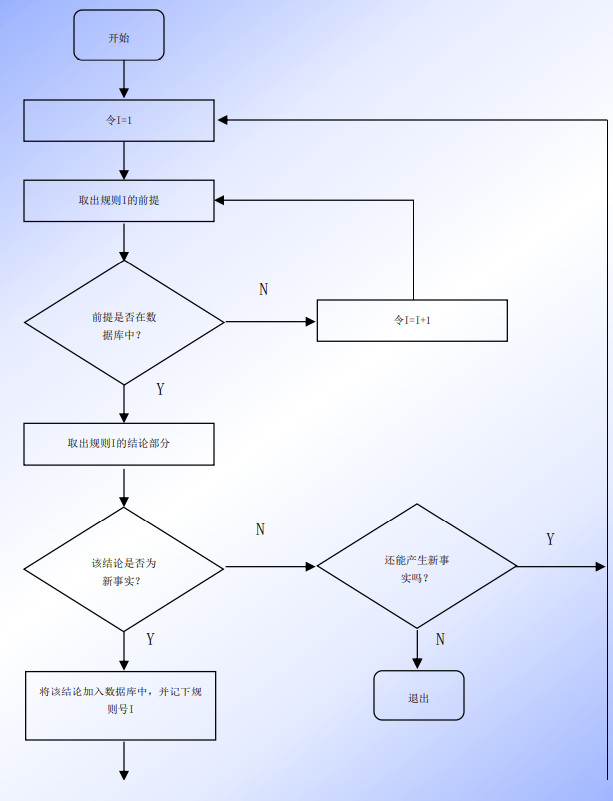 开始
令I=1
取出规则I的前提
前提是否在数
据库中?
N
令I=I+1
Y
取出规则I的结论部分
该结论是否为
新事实?
N
还能产生新事
实吗?
Y
Y
N
将该结论加入数据库中，并记下规
则号I
退出